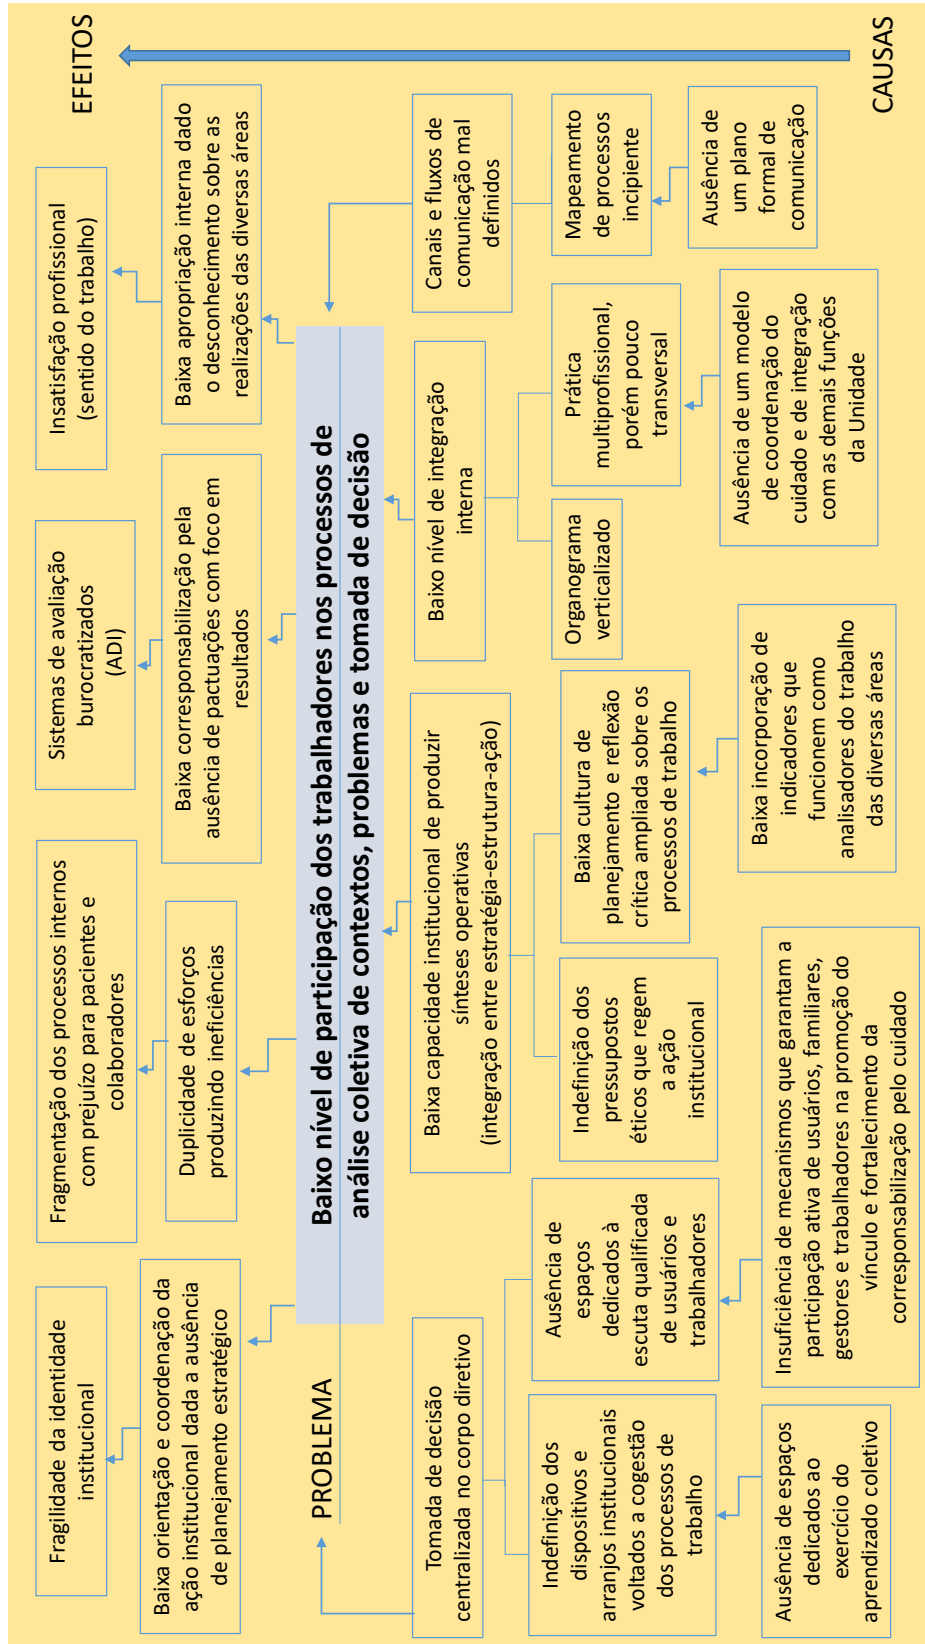 EFEITOS
Fragilidade da identidade
institucional
Fragmentação dos processos internos
com prejuízo para pacientes e
colaboradores
Sistemas de avaliação
burocratizados
(ADI)
Insatisfação profissional
(sentido do trabalho)
Baixa orientação e coordenação da
ação institucional dada a ausência
de planejamento estratégico
Duplicidade de esforços
produzindo ineficiências
Baixa corresponsabilização pela
ausência de pactuações com foco em
resultados
Baixa apropriação interna dado
o desconhecimento sobre as
realizações das diversas áreas
PROBLEMA
Baixo nível de participação dos trabalhadores nos processos de
análise coletiva de contextos, problemas e tomada de decisão
Tomada de decisão
centralizada no corpo diretivo
Baixa capacidade institucional de produzir
sínteses operativas
(integração entre estratégia-estrutura-ação)
Baixo nível de integração
interna
Canais e fluxos de
comunicação mal
definidos
Indefinição dos
dispositivos e
arranjos institucionais
voltados a cogestão
dos processos de
trabalho
Ausência de
espaços
dedicados à
escuta qualificada
de usuários e
trabalhadores
Indefinição dos
pressupostos
éticos que regem
a ação
institucional
Baixa cultura de
planejamento e reflexão
crítica ampliada sobre os
processos de trabalho
Organograma
verticalizado
Prática
multiprofissional,
porém pouco
transversal
Mapeamento
de processos
incipiente
Ausência de espaços
dedicados ao
exercício do
aprendizado coletivo
Insuficiência de mecanismos que garantam a
participação ativa de usuários, familiares,
gestores e trabalhadores na promoção do
vínculo e fortalecimento da
corresponsabilização pelo cuidado
Baixa incorporação de
indicadores que
funcionem como
analisadores do trabalho
das diversas áreas
Ausência de um modelo
de coordenação do
cuidado e de integração
com as demais funções
da Unidade
Ausência de
um plano
formal de
comunicação
CAUSAS